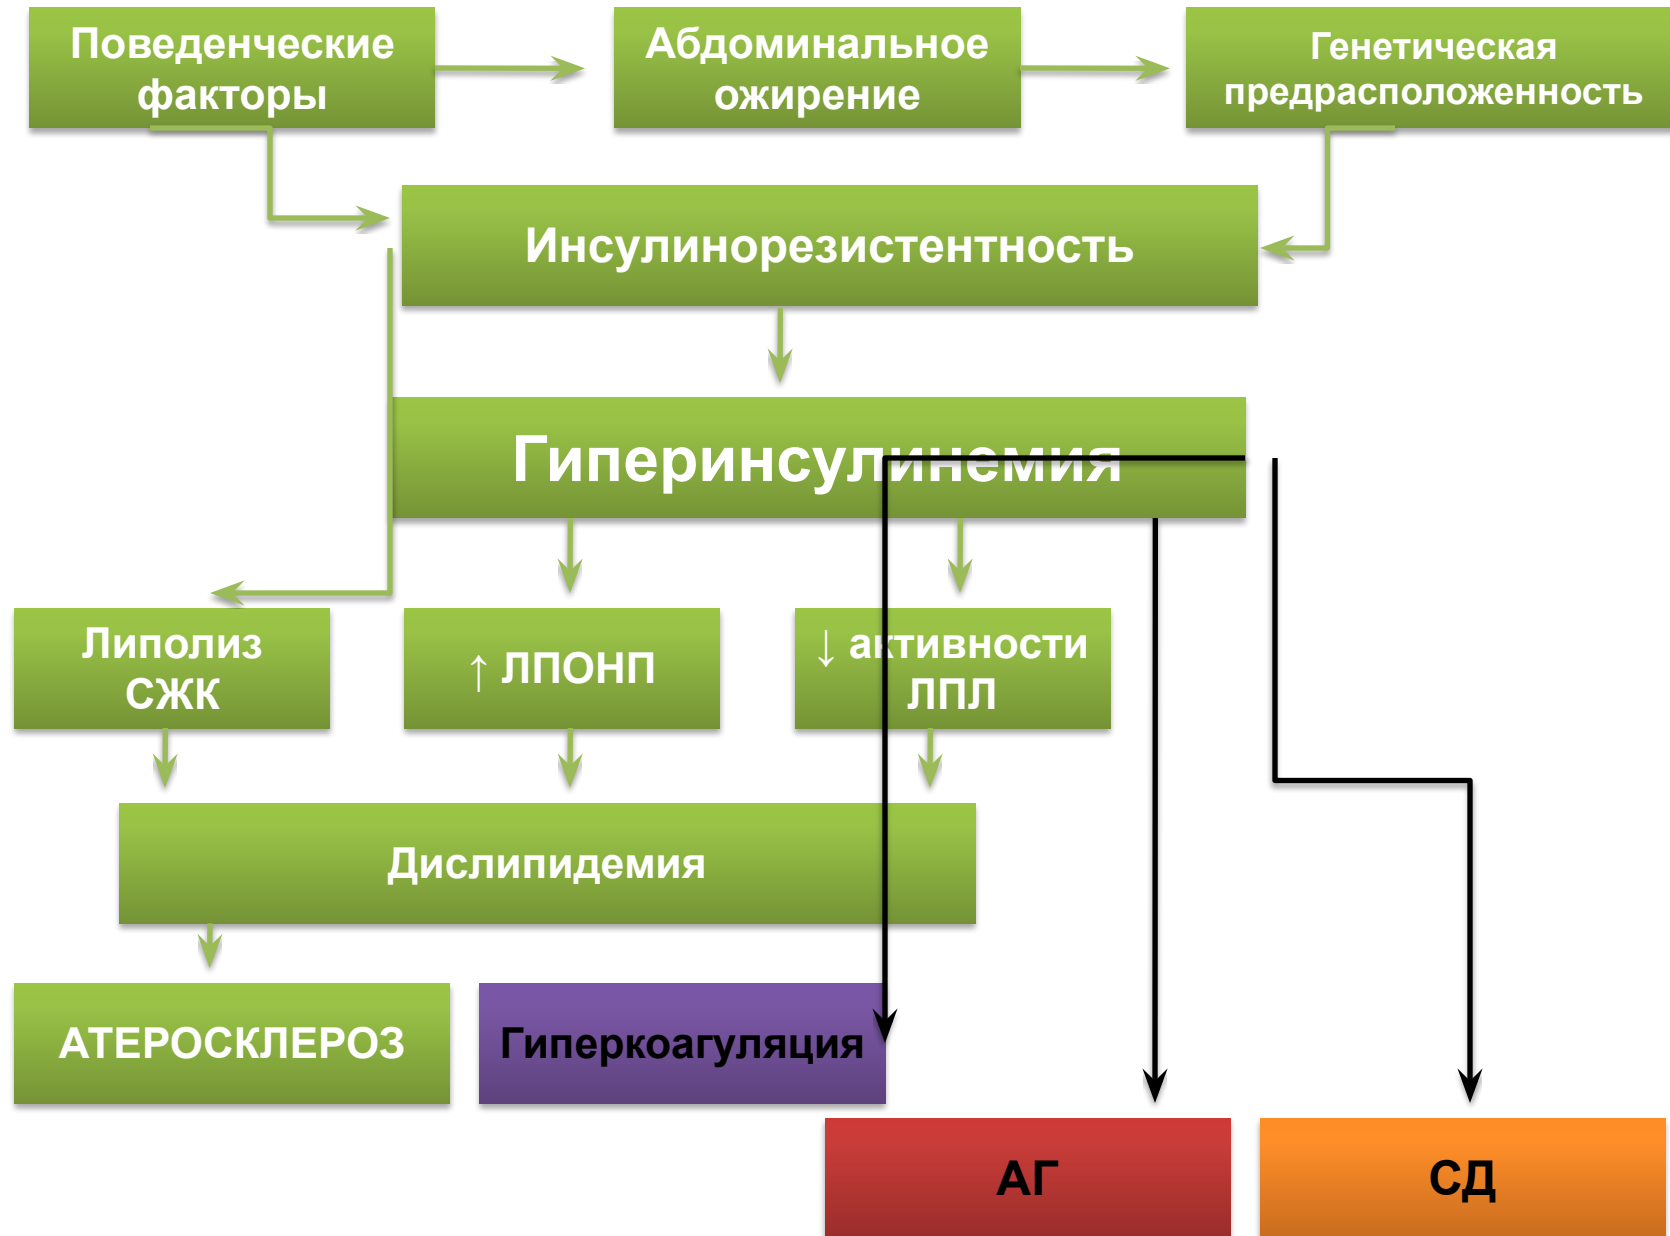 Поведенческие
факторы
Абдоминальное
ожирение
Генетическая
предрасположенность
Инсулинорезистентность
Гиперинсулинемия
Липолиз
СЖК
↑ ЛПОНП
↓ активности
ЛПЛ
Дислипидемия
АТЕРОСКЛЕРОЗ
Гиперкоагуляция
АГ
СД